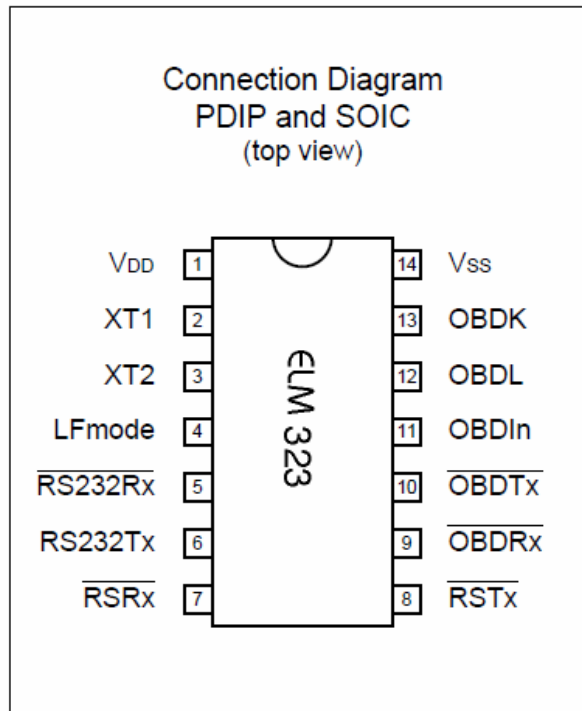 Connection Diagram
PDIP and SOIC
(top view)
VDD 1 14 VSS
XT1 2 13 OBDK
XT2 3 12 OBDL
LFmode 4 11 OBDIn
RS232Rx 5 10 OBDTx
RS232Tx 6 9 OBDRx
RSRx 7 8 RSTx
ELM 323